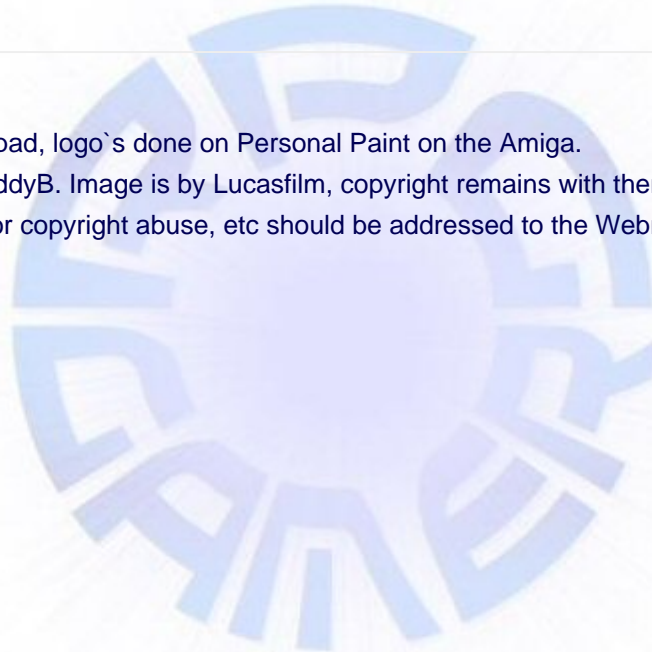 oad, logo`s done on Personal Paint on the Amiga.
ddyB. Image is by Lucasfilm, copyright remains with the
or copyright abuse, etc should be addressed to the Web